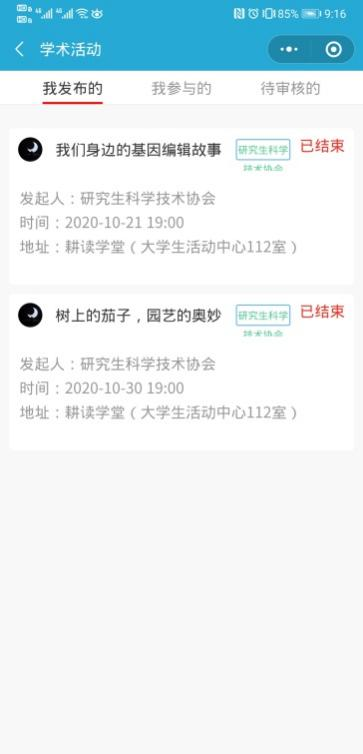 85% 9:16
学术活动
我发布的 我参与的 待审核的
我们身边的基因编辑故事 研究生科学 已结束
技术协会
发起人：研究生科学技术协会
时间：2020-10-21 19:00
地址：耕读学堂（大学生活动中心112室）
树上的茄子，园艺的奥妙 研究生科学 已结束
技术协会
发起人：研究生科学技术协会
时间：2020-10-30 19:00
地址：耕读学堂（大学生活动中心112室）